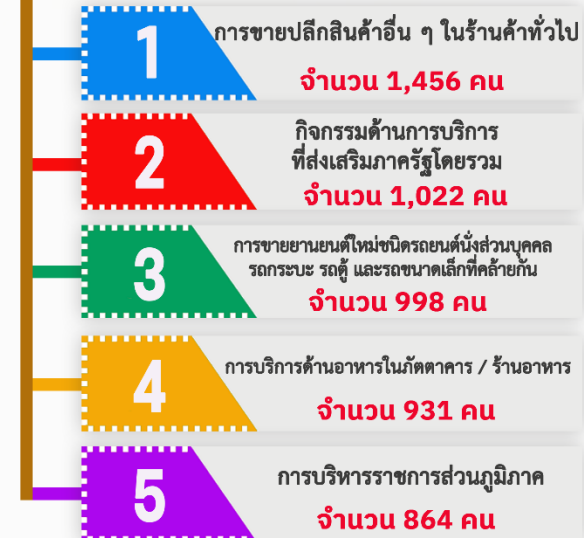 1
การขายปลีกสินค้าอื่น ๆ ในร้านค้าทั่วไป
จำนวน 1,456 คน
2
กิจกรรมด้านการบริการ
ที่ส่งเสริมภาครัฐโดยรวม
จำนวน 1,022 คน
3
การขายยานยนต์ใหม่ชนิดรถยนต์นั่งส่วนบุคคล
รถกระบะ รถตู้ และรถขนาดเล็กที่คล้ายกัน
จำนวน 998 คน
4
การบริการด้านอาหารในภัตตาคาร / ร้านอาหาร
จำนวน 931 คน
5
การบริหารราชการส่วนภูมิภาค
จำนวน 864 คน